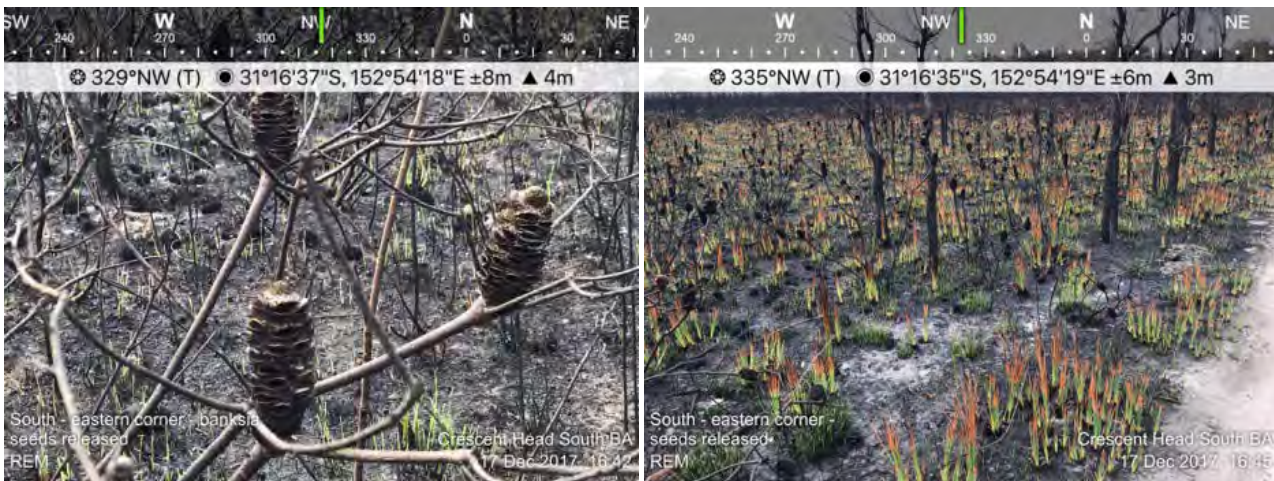 SW W NW N NE
240 270 300 330 0 30
329°NW (T) 31°16'37"S, 152°54'18"E ±8m ▲ 4m
South - eastern corner - banksia
seeds released
REM
Crescent Head South BA
17 Dec 2017, 16:42
W NW N NE
240 270 300 330 0 30
335°NW (T) 31°16'35"S, 152°54'19"E ±6m ▲ 3m
South - eastern corner -
seeds released
REM
Crescent Head South BA
17 Dec 2017, 16:45